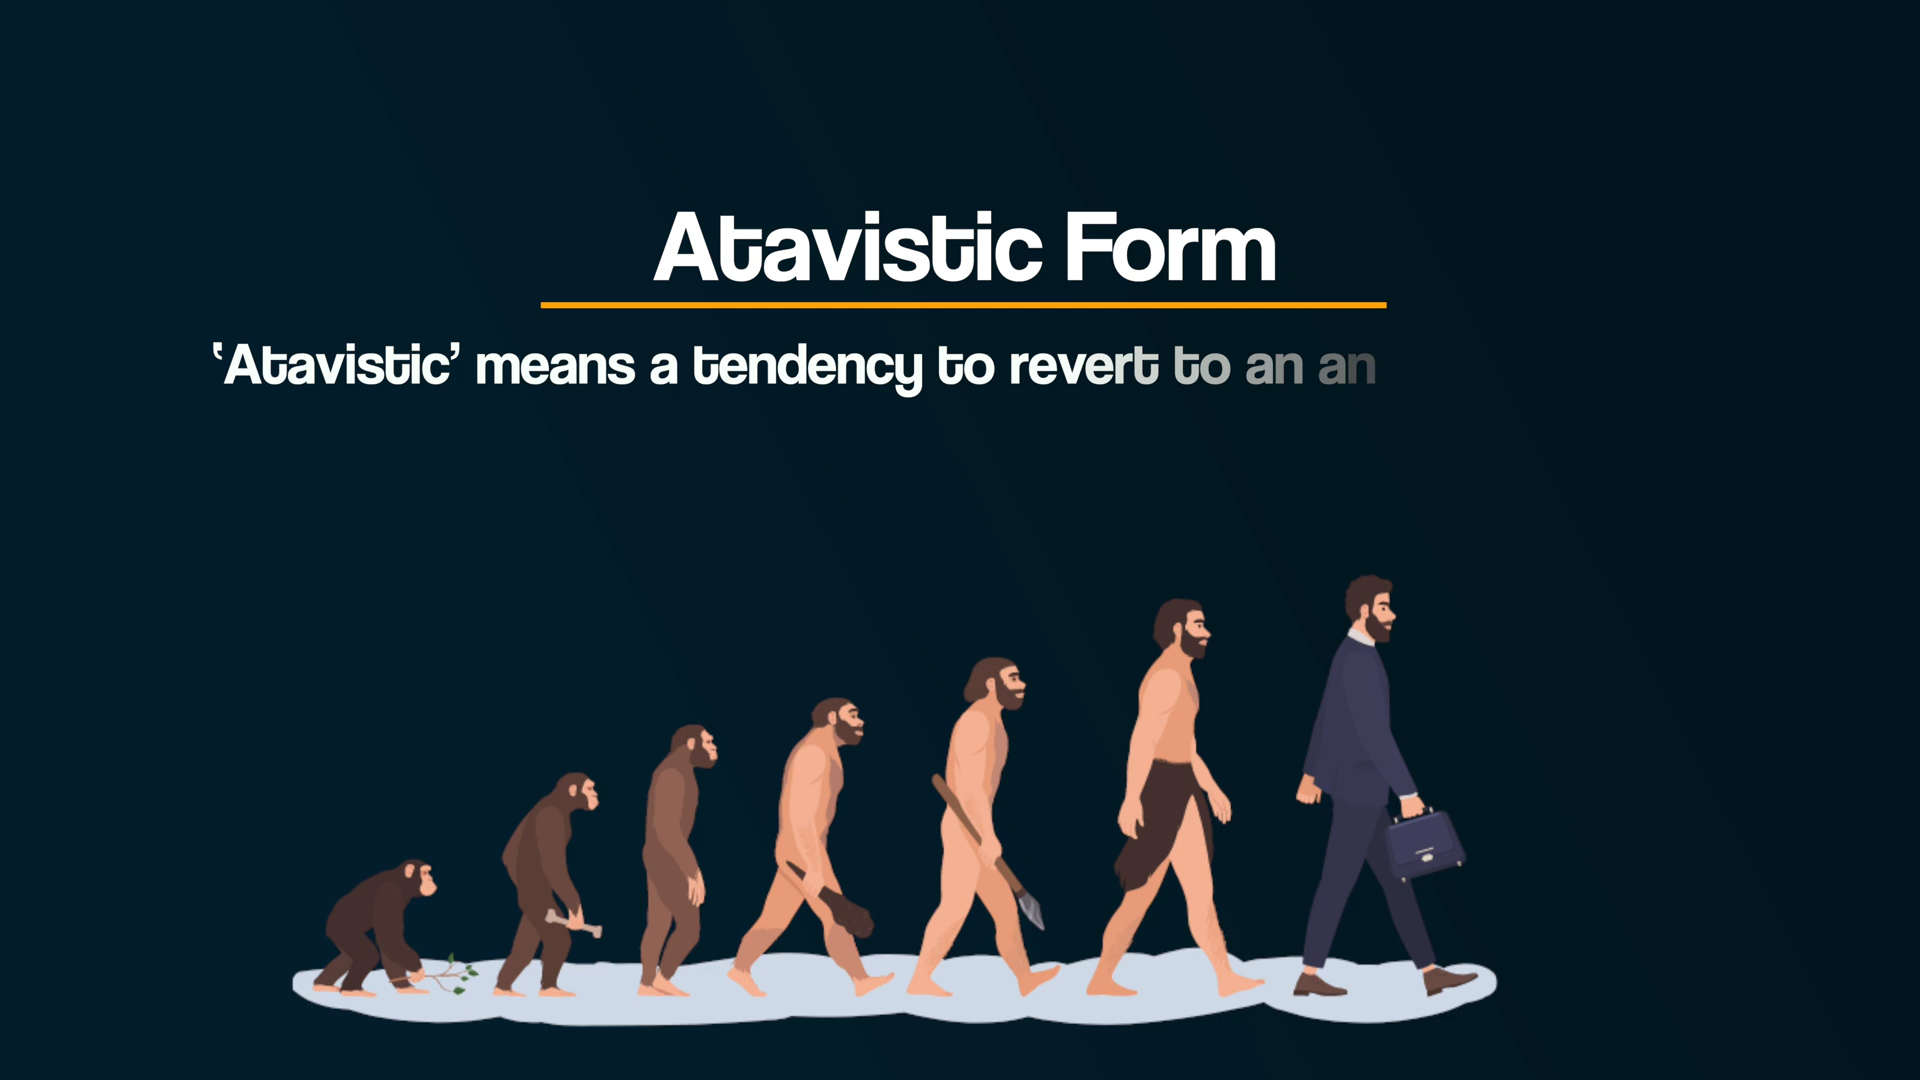 Atavistic Form
‘Atavistic’ means a tendency to revert to an an